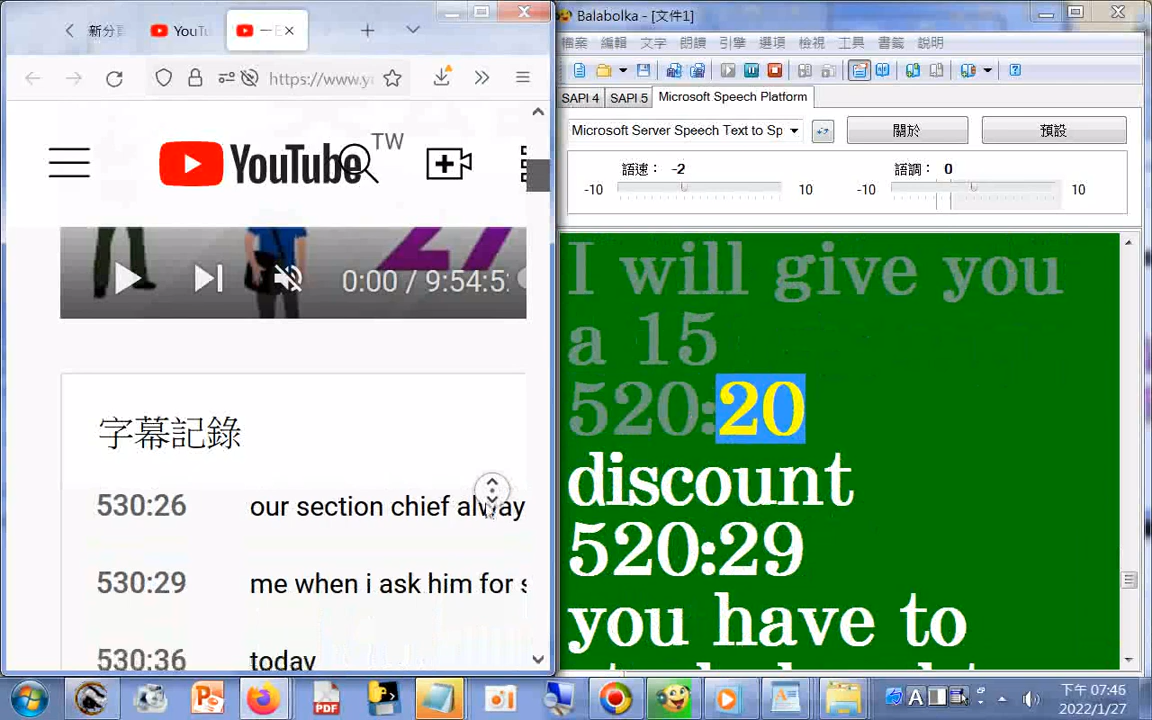 新分
YouTu
一 E
https://www.y
YouTube
TW
27
0:00 / 9:54:5
字幕記錄
530:26 our section chief alway
530:29 me when i ask him for s
530:36 today
Balabolka - [文件1]
檔案 編輯 文字 朗讀 引擎 選項 檢視 工具 書籤 說明
SAPI 4 SAPI 5 Microsoft Speech Platform
Microsoft Server Speech Text to Sp
關於 預設
語速： -2 語調： 0
-10 10 -10 10
I will give you
a 15
520:20
discount
520:29
you have to
PDF
A
下午 07:46
2022/1/27